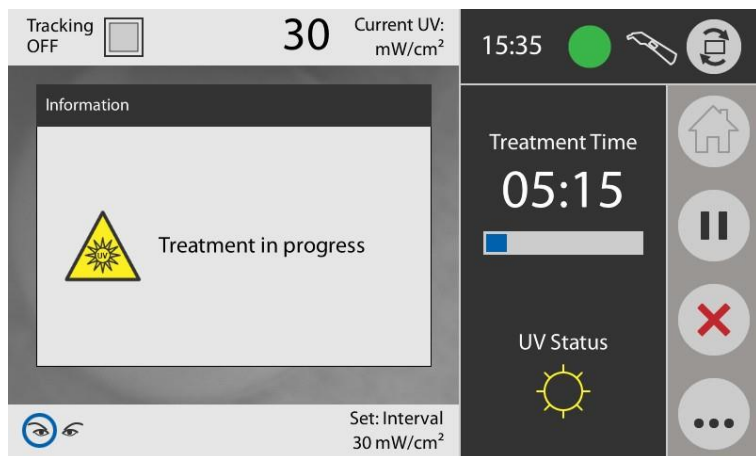 Tracking
OFF
30
Current UV:
mW/cm²
15:35
Information
Treatment in progress
UV
Treatment Time
05:15
UV Status
Set: Interval
30 mW/cm²